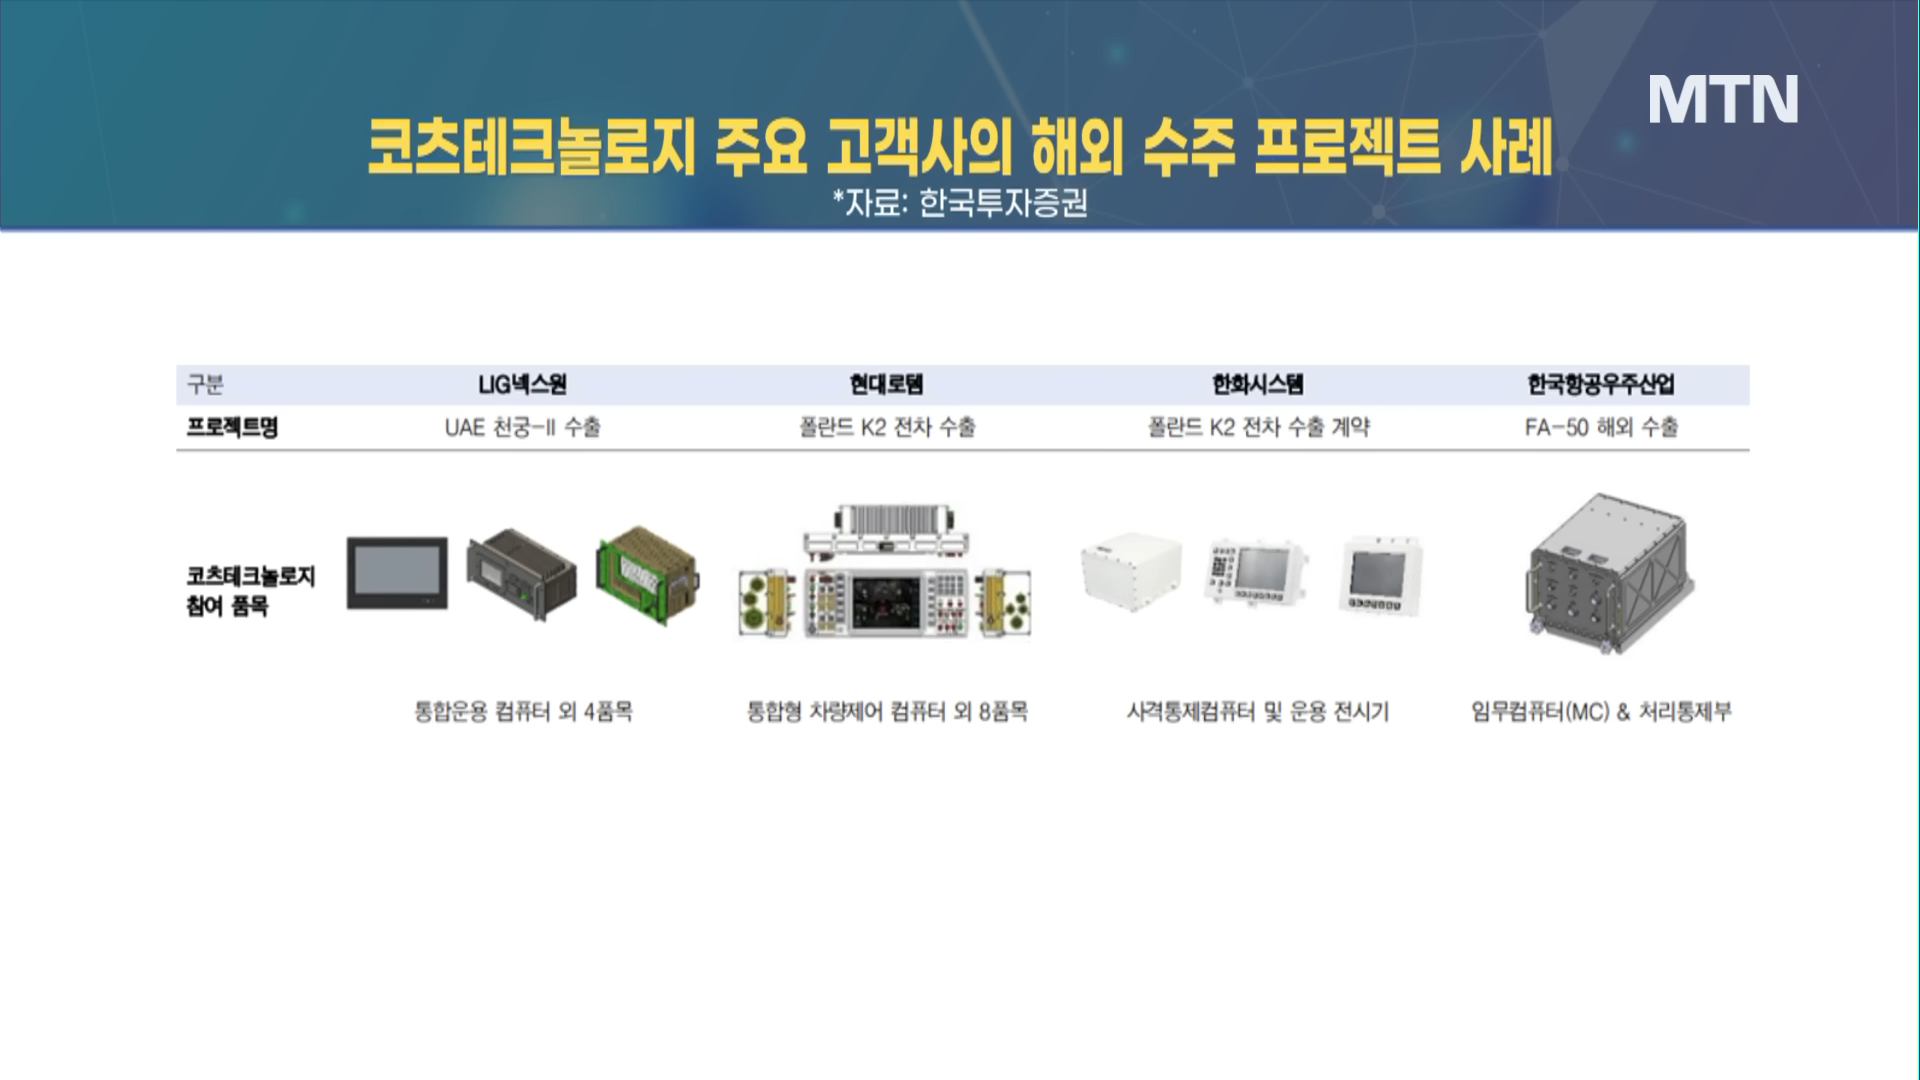 MTN
코츠테크놀로지 주요 고객사의 해외 수주 프로젝트 사례
*자료: 한국투자증권
구분 LIG넥스원 현대로템 한화시스템 한국항공우주산업
프로젝트명 UAE 천궁-II 수출 폴란드 K2 전차 수출 폴란드 K2 전차 수출 계약 FA-50 해외 수출
코츠테크놀로지
참여 품목
통합운용 컴퓨터 외 4품목 통합형 차량제어 컴퓨터 외 8품목 사격통제컴퓨터 및 운용 전시기 임무컴퓨터(MC) & 처리통제부